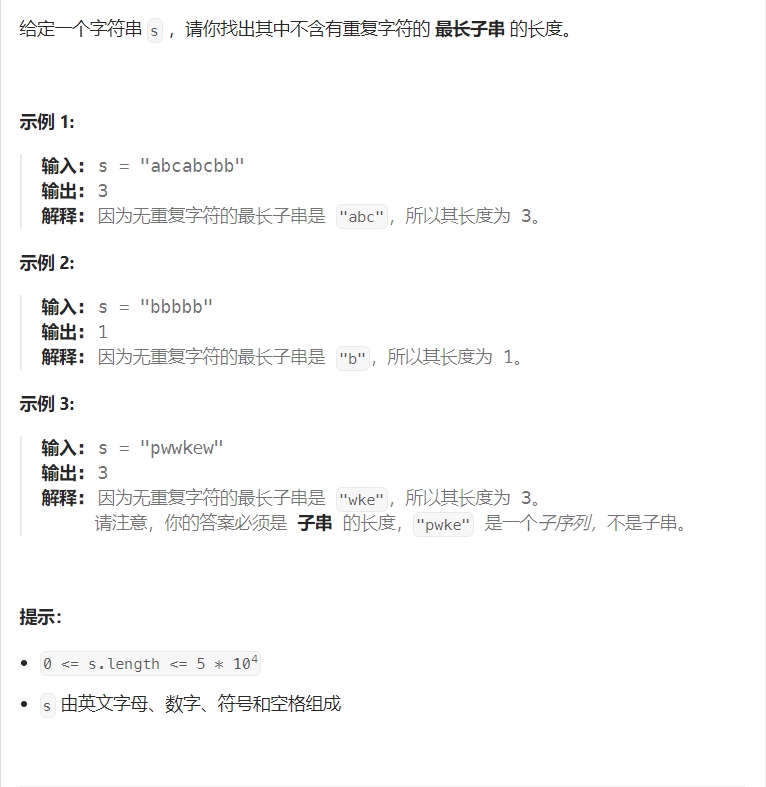 给定一个字符串 s ，请你找出其中不含有重复字符的 最长子串 的长度。
示例 1:
输入: s = "abcabcbb"
输出: 3
解释: 因为无重复字符的最长子串是 "abc"，所以其长度为 3。
示例 2:
输入: s = "bbbbb"
输出: 1
解释: 因为无重复字符的最长子串是 "b"，所以其长度为 1。
示例 3:
输入: s = "pwwkew"
输出: 3
解释: 因为无重复字符的最长子串是 "wke"，所以其长度为 3。
请注意，你的答案必须是 子串 的长度，"pwke" 是一个子序列，不是子串。
提示：
• 0 <= s.length <= 5 * 10⁴
• s 由英文字母、数字、符号和空格组成